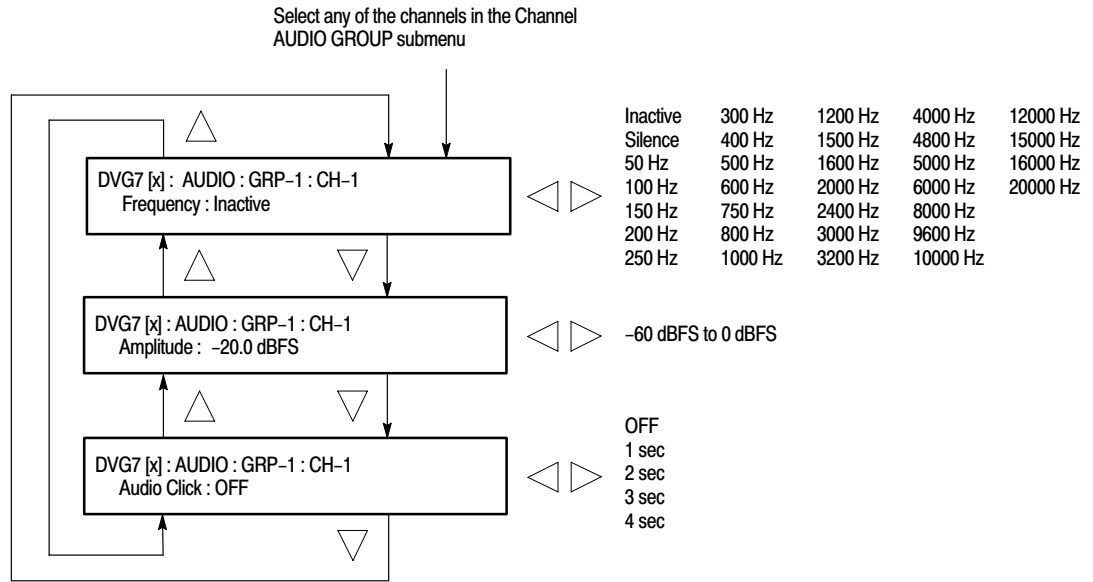 Select any of the channels in the Channel
AUDIO GROUP submenu
DVG7 [x] : AUDIO : GRP–1 : CH–1
Frequency : Inactive
Inactive 300 Hz 1200 Hz 4000 Hz 12000 Hz
Silence 400 Hz 1500 Hz 4800 Hz 15000 Hz
50 Hz 500 Hz 1600 Hz 5000 Hz 16000 Hz
100 Hz 600 Hz 2000 Hz 6000 Hz 20000 Hz
150 Hz 750 Hz 2400 Hz 8000 Hz
200 Hz 800 Hz 3000 Hz 9600 Hz
250 Hz 1000 Hz 3200 Hz 10000 Hz
DVG7 [x] : AUDIO : GRP–1 : CH–1
Amplitude : –20.0 dBFS
–60 dBFS to 0 dBFS
DVG7 [x] : AUDIO : GRP–1 : CH–1
Audio Click : OFF
OFF
1 sec
2 sec
3 sec
4 sec